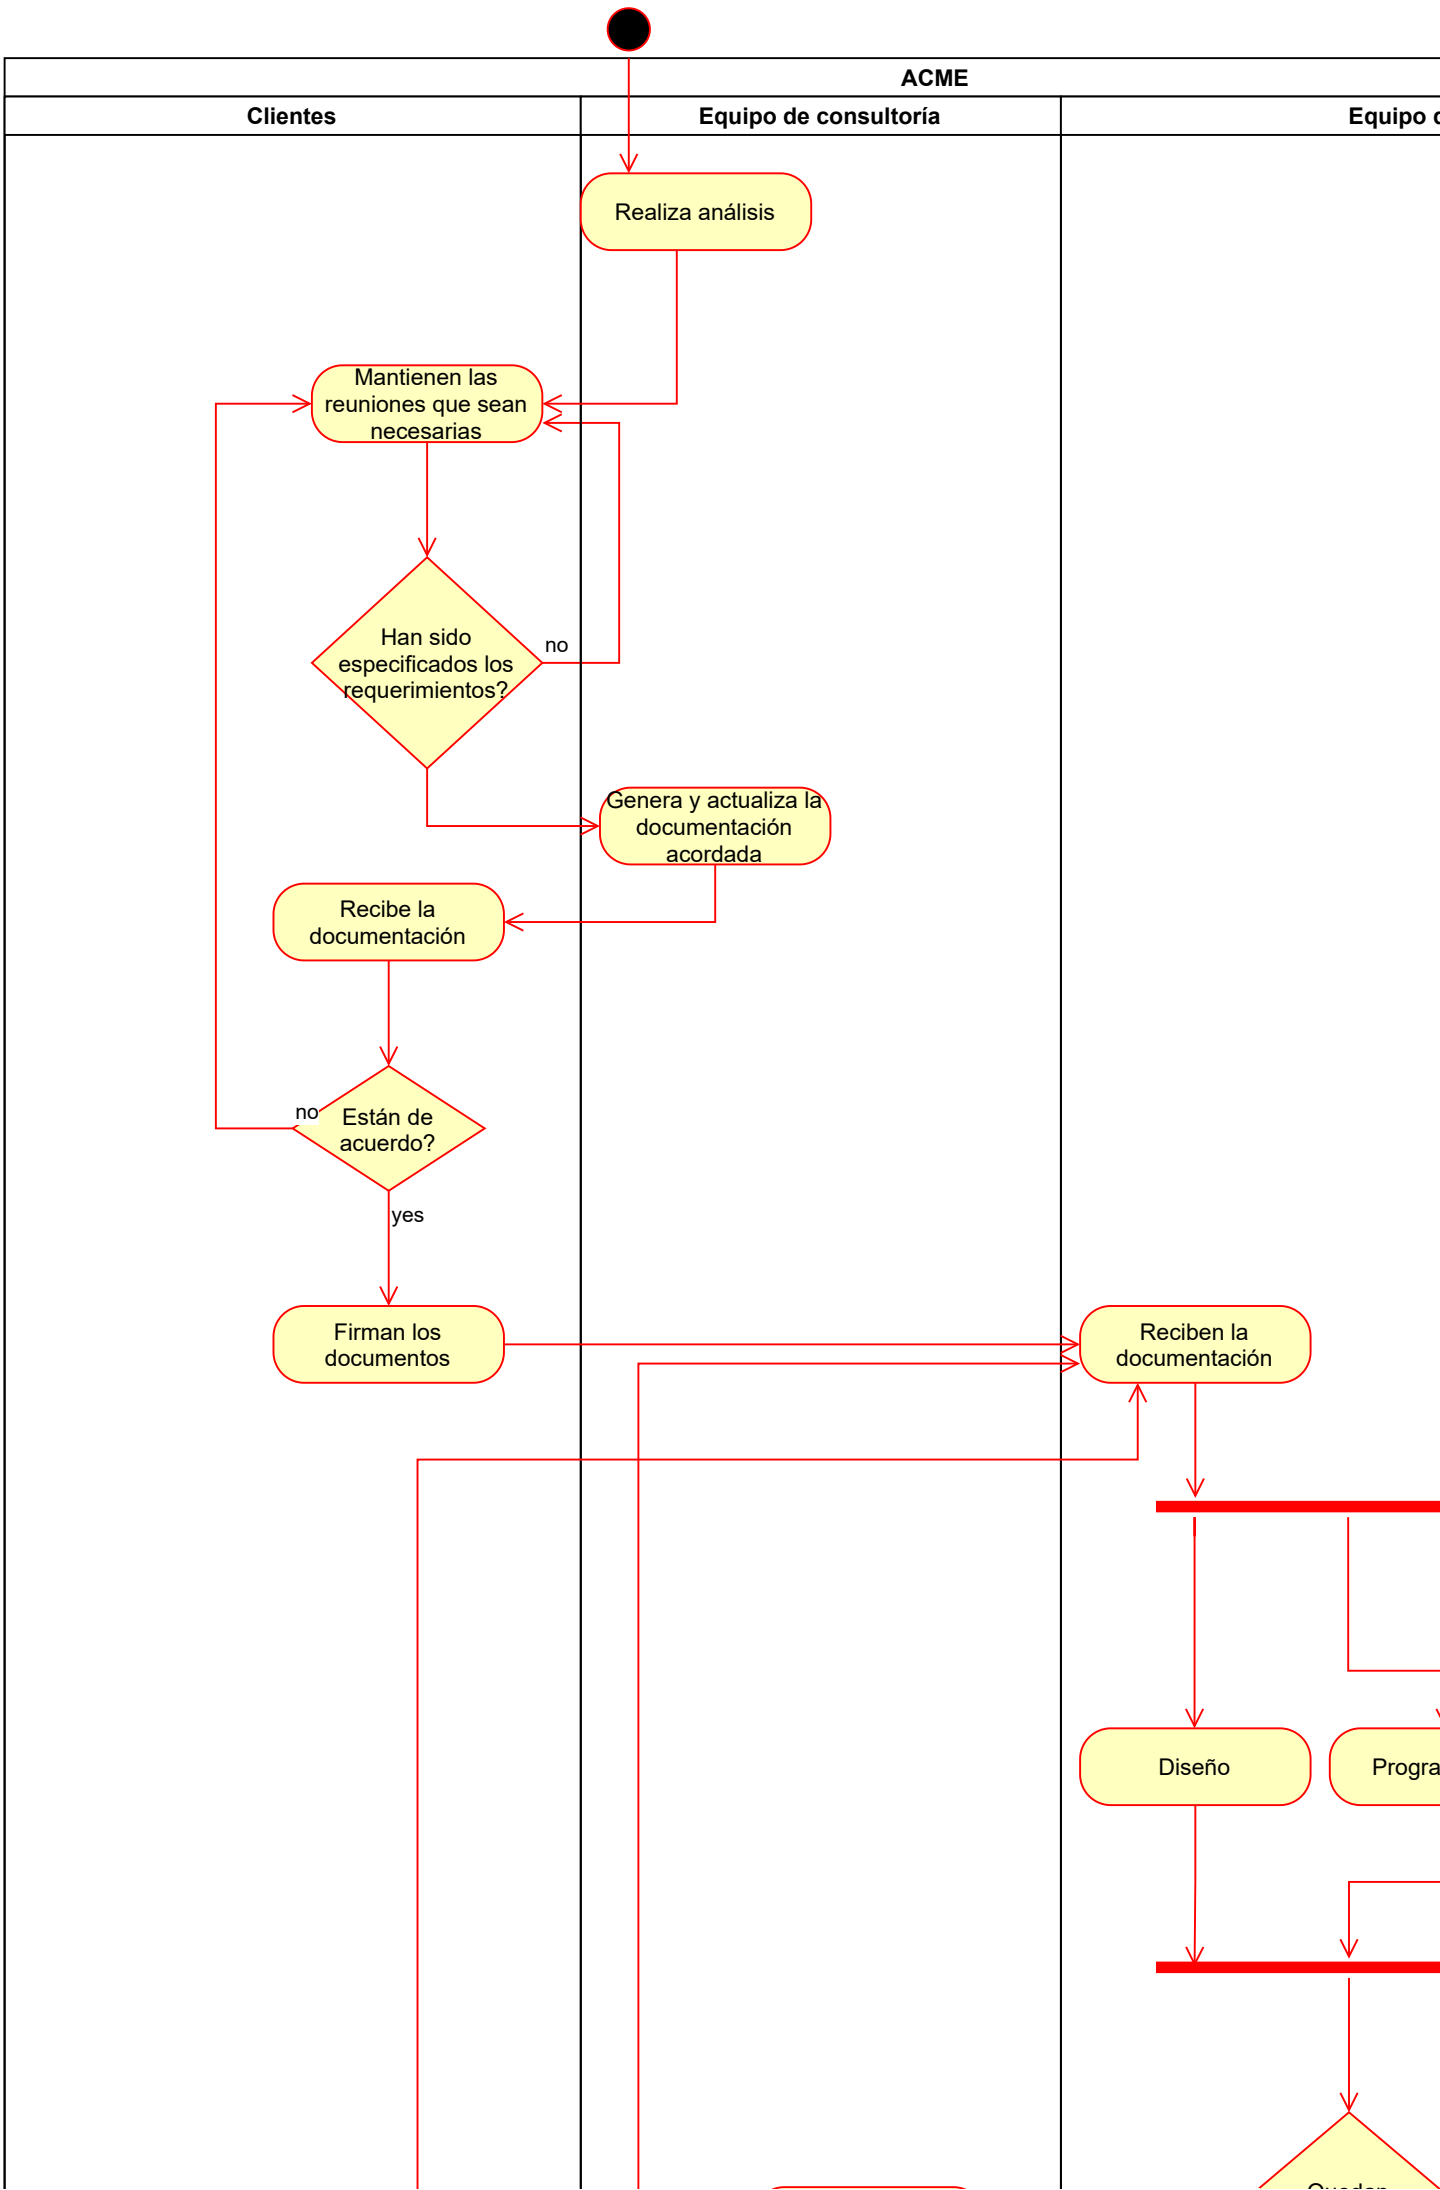 ACME
Clientes
Equipo de consultoría
Equipo
Realiza análisis
Mantienen las
reuniones que sean
necesarias
Han sido
especificados los
requerimientos?
no
Genera y actualiza la
documentación
acordada
Recibe la
documentación
no
Están de
acuerdo?
yes
Firman los
documentos
Reciben la
documentación
Diseño
Progra